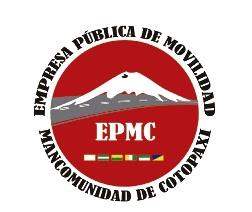 EMPRESA PÚBLICA DE MOVILIDAD
EPMC
MANCOMUNIDAD DE COTOPAXI